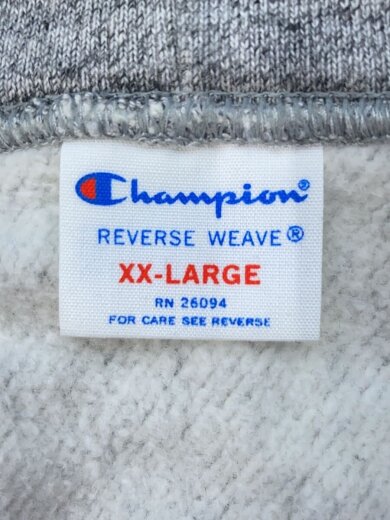 Champion®
REVERSE WEAVE®
XX-LARGE
RN 26094
FOR CARE SEE REVERSE